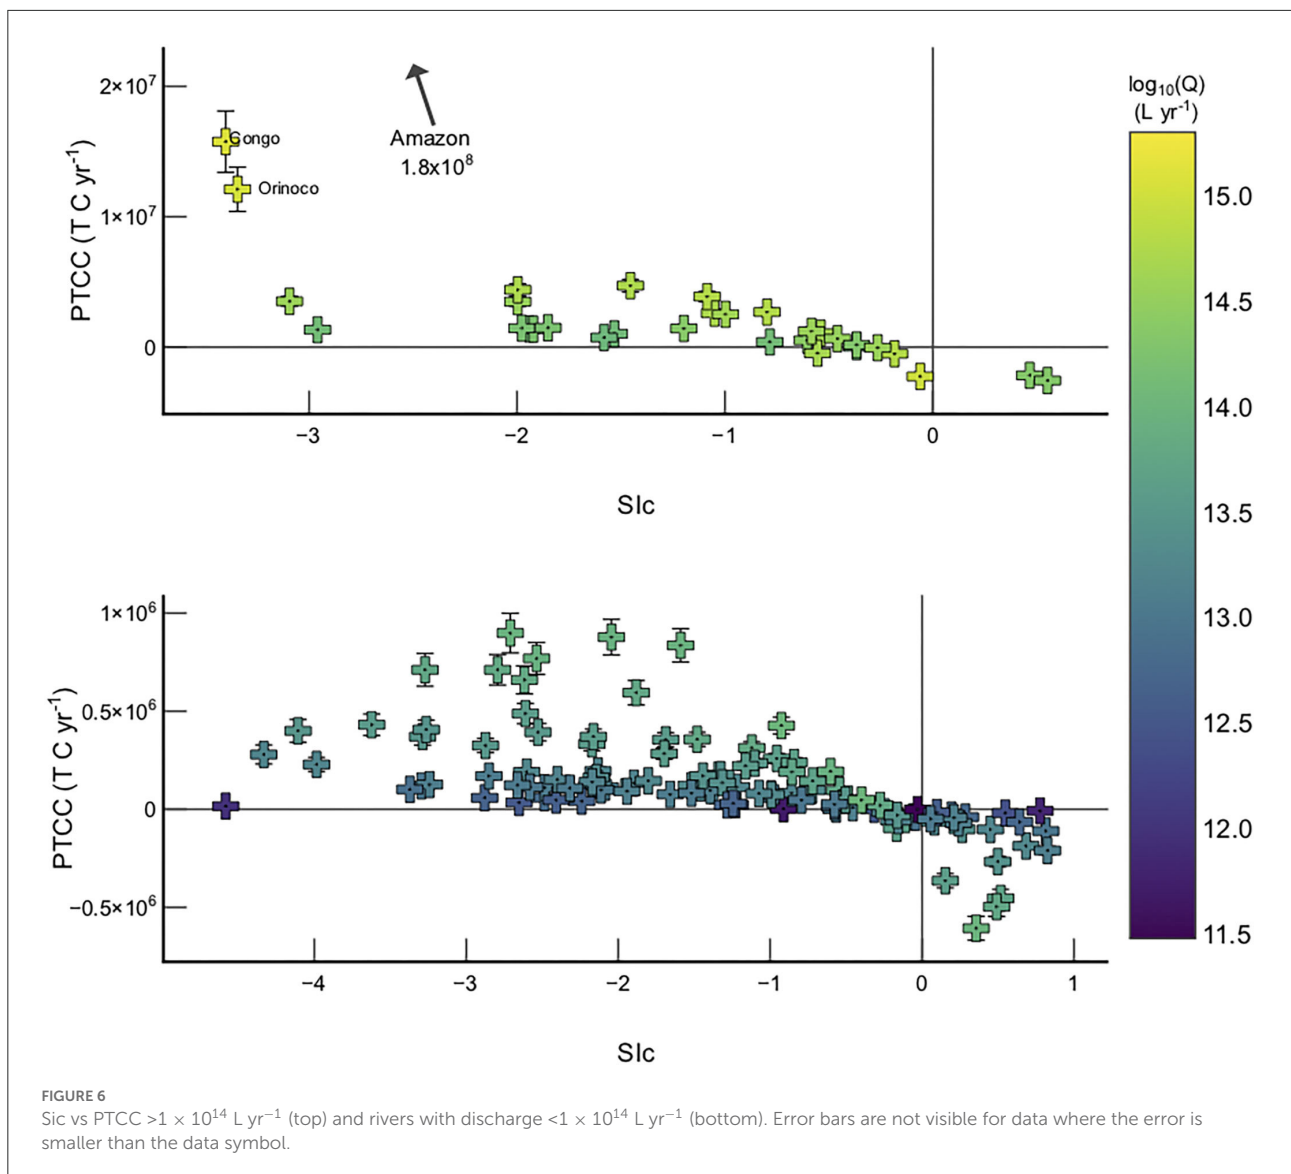 log₁₀(Q)
(L yr⁻¹)
2×10⁷
1×10⁷
0
PTCC (T C yr⁻¹)
Congo
Orinoco
Amazon
1.8x10⁸
−3
−2
−1
0
SIc
15.0
14.5
14.0
13.5
13.0
12.5
12.0
11.5
1×10⁶
0.5×10⁶
0
−0.5×10⁶
PTCC (T C yr⁻¹)
−4
−3
−2
−1
0
1
SIc
FIGURE 6
Sic vs PTCC >1 × 10¹⁴ L yr⁻¹ (top) and rivers with discharge <1 × 10¹⁴ L yr⁻¹ (bottom). Error bars are not visible for data where the error is
smaller than the data symbol.